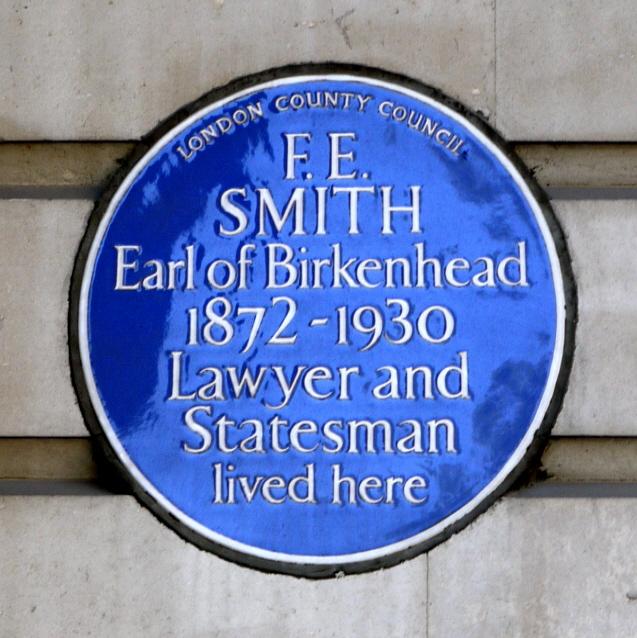 LONDON COUNTY COUNCIL
F. E.
SMITH
Earl of Birkenhead
1872-1930
Lawyer and
Statesman
lived here